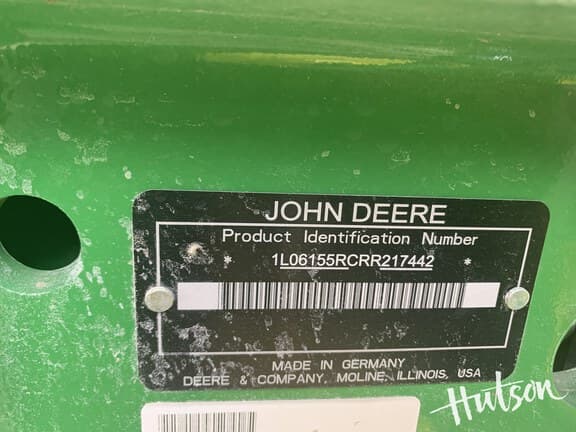 JOHN DEERE
Product Identification Number
* 1L06155RCRR217442 *
MADE IN GERMANY
DEERE & COMPANY, MOLINE, ILLINOIS, USA
Hutson